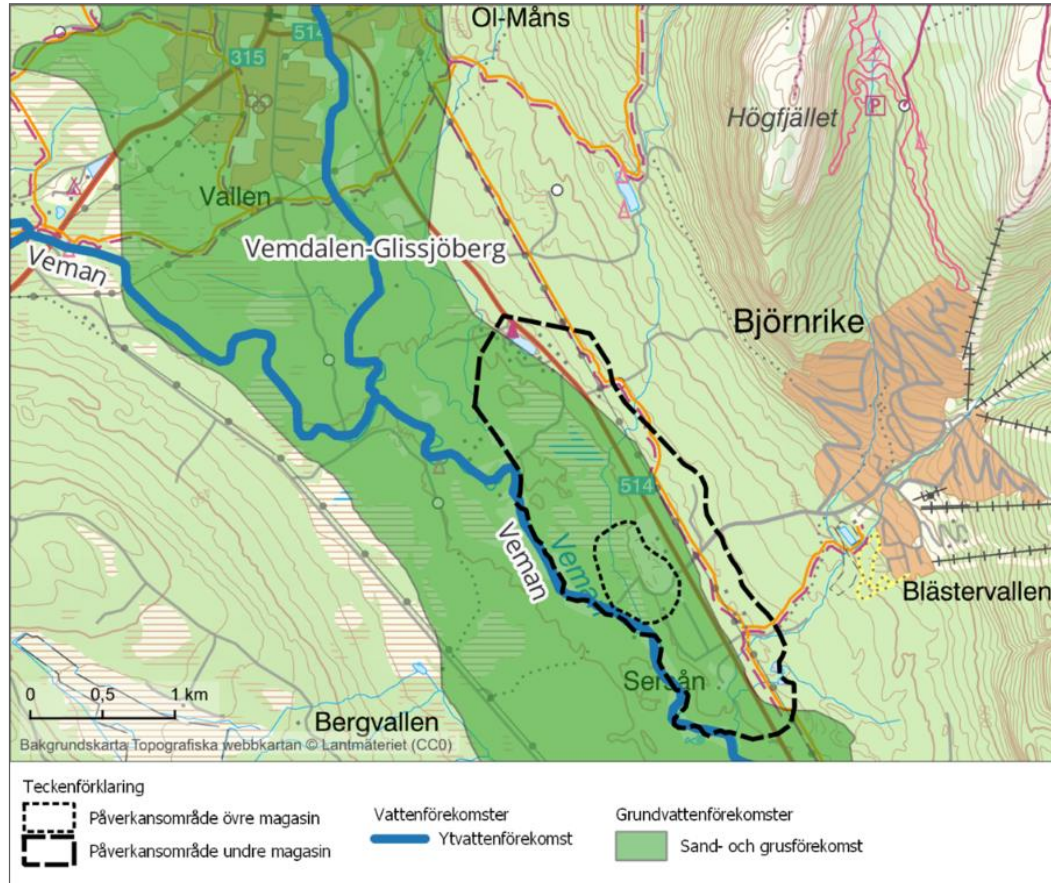 Ol-Måns
514
315
Högfjället
P
Vallen
Vemdalen-Glissjöberg
Veman
Björnrike
514
Veman
Veman
Blästervallen
Sersån
0 0,5 1 km
Bergvallen
Bakgrundskarta Topografiska webbkartan © Lantmäteriet (CC0)
Teckenförklaring
Påverkansområde övre magasin
Påverkansområde undre magasin
Vattenförekomster
Ytvattenförekomst
Grundvattenförekomster
Sand- och grusförekomst